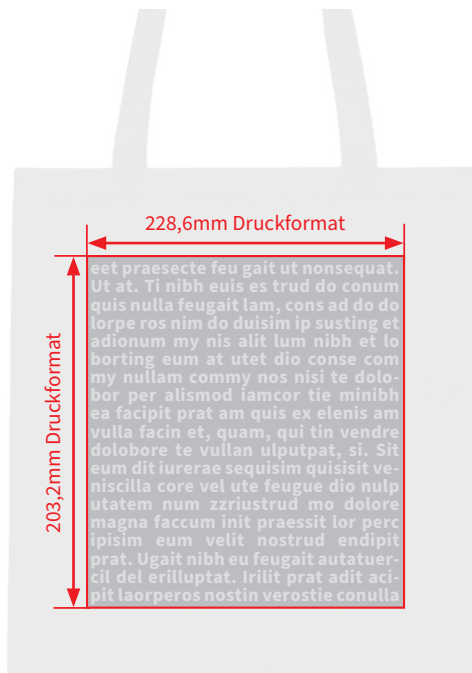 228,6mm Druckformat
203,2mm Druckformat
eet praesecte feu gait ut nonsequat.
Ut at. Ti nibh euis es trud do conum
quis nulla feugait lam, cons ad do do
lorpe ros nim do duisim ip susting et
adionum my nis alit lum nibh et lo
borting eum at utet dio conse com
my nullam commy nos nisi te dolo-
bor per alismod iamcor tie minibh
ea facipit prat am quis ex elenis am
vulla facin et, quam, qui tin vendre
dolobore te vullan ulputpat, si. Sit
eum dit iurerae sequisim quisisit ve-
niscilla core vel ute feugue dio nulp
utatem num zzriustrud mo dolore
magna faccum init praessit lor perc
ipisim eum velit nostrud endipit
prat. Ugait nibh eu feugait autatuer-
cil del erilluptat. Irilit prat adit aci-
pit laorperos nostin verostie conulla